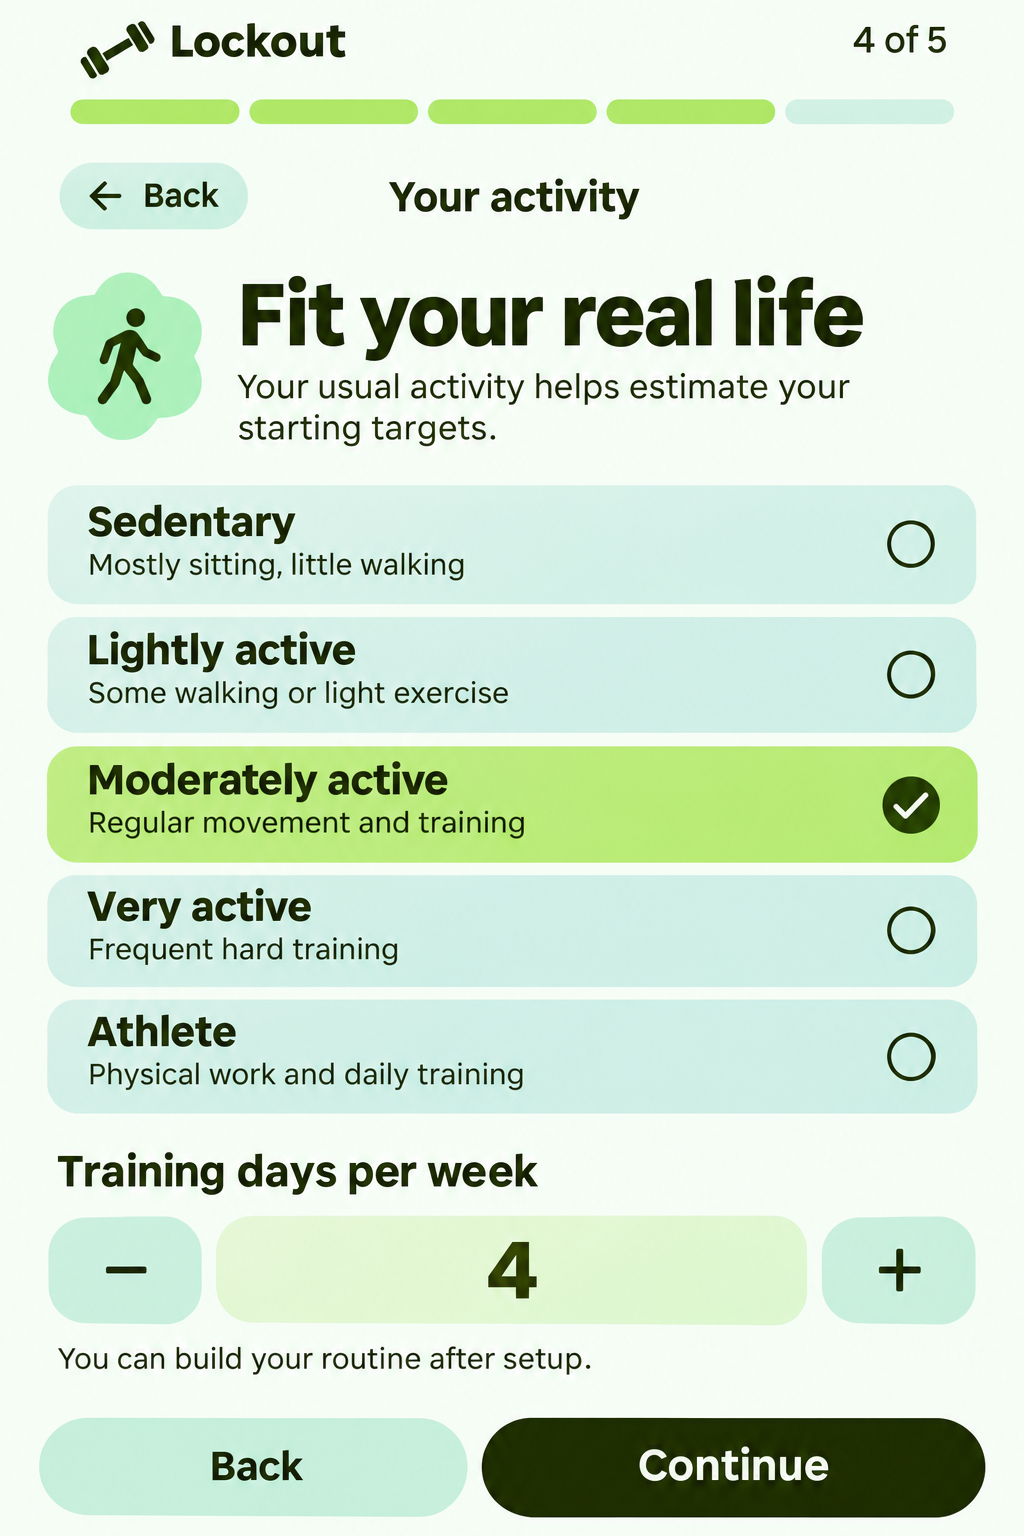 Lockout
4 of 5
Back
Your activity
Fit your real life
Your usual activity helps estimate your
starting targets.
Sedentary
Mostly sitting, little walking
Lightly active
Some walking or light exercise
Moderately active
Regular movement and training
Very active
Frequent hard training
Athlete
Physical work and daily training
Training days per week
4
You can build your routine after setup.
Back
Continue